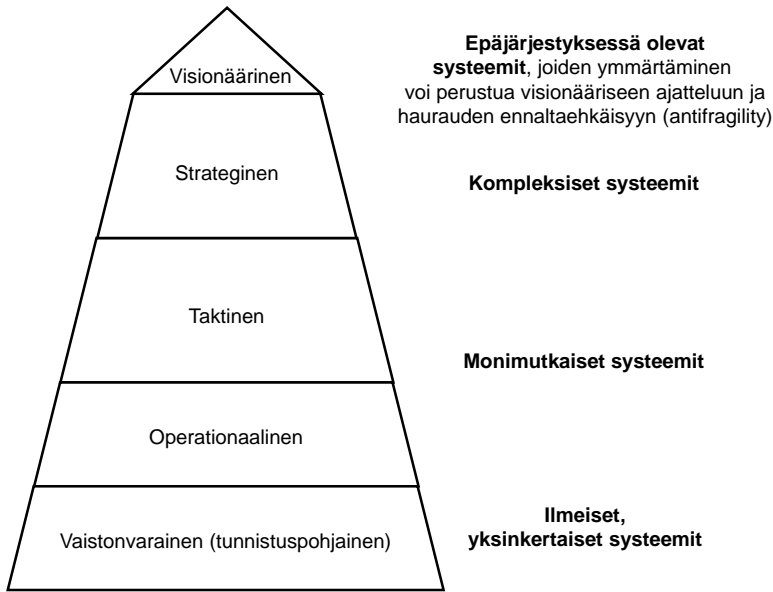 Visionäärinen
Epäjärjestyksessä olevat
systeemit, joiden ymmärtäminen
voi perustua visionääriseen ajatteluun ja
haurauden ennaltaehkäisyyn (antifragility)
Strateginen
Kompleksiset systeemit
Taktinen
Monimutkaiset systeemit
Operationaalinen
Vaistonvarainen (tunnistuspohjainen)
Ilmeiset,
yksinkertaiset systeemit